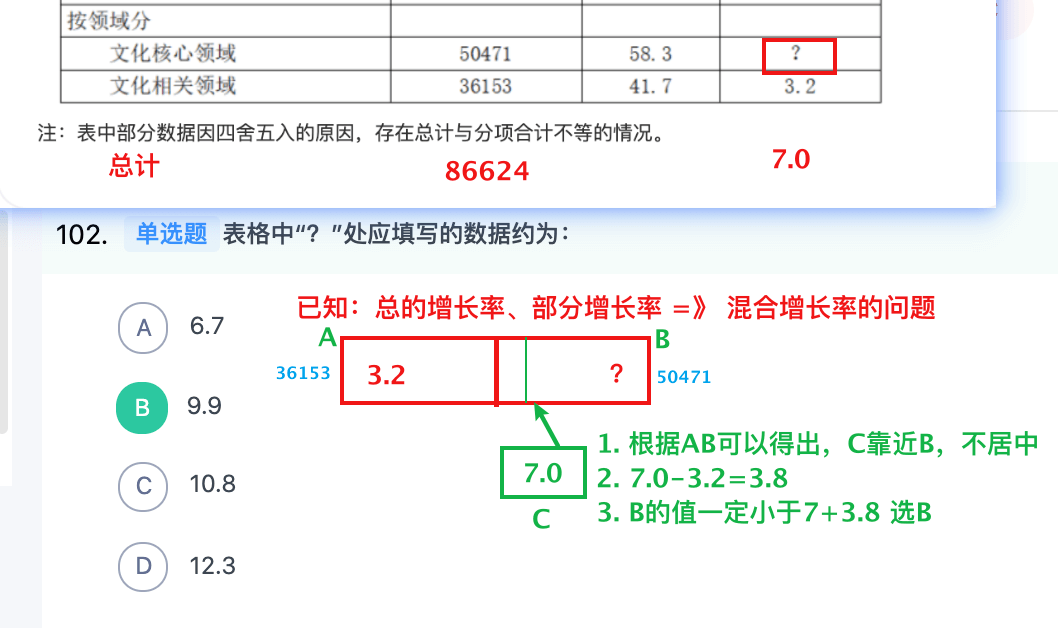 按领域分
文化核心领域 50471 58.3 ?
文化相关领域 36153 41.7 3.2
注：表中部分数据因四舍五入的原因，存在总计与分项合计不等的情况。
总计 86624 7.0
102. 单选题 表格中“？”处应填写的数据约为：
已知：总的增长率、部分增长率 =》 混合增长率的问题
A 6.7
A B
36153 3.2 ? 50471
B 9.9
1. 根据AB可以得出，C靠近B，不居中
7.0 2. 7.0-3.2=3.8
C 10.8
C 3. B的值一定小于7+3.8 选B
D 12.3